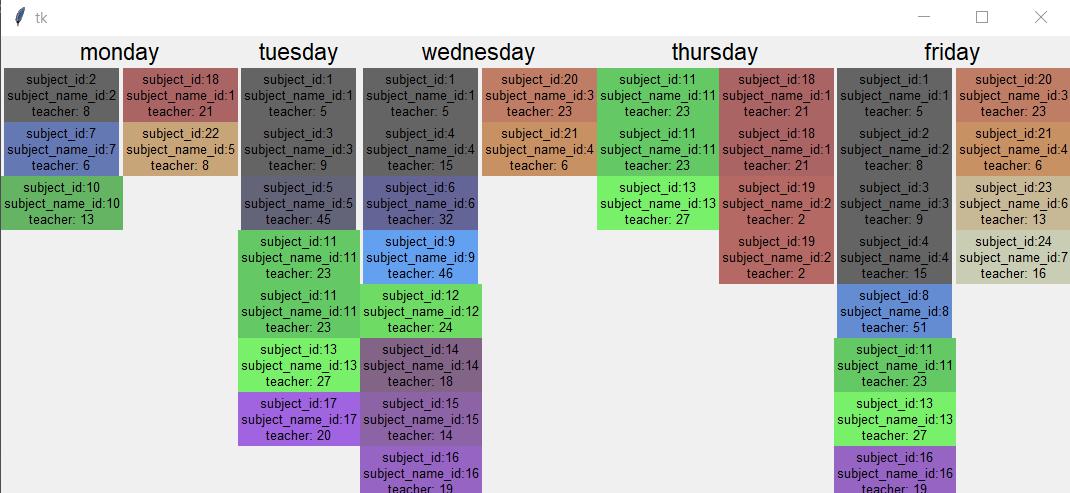 tk
monday
subject_id:2
subject_name_id:2
teacher: 8
subject_id:7
subject_name_id:7
teacher: 6
subject_id:10
subject_name_id:10
teacher: 13
subject_id:18
subject_name_id:1
teacher: 21
subject_id:22
subject_name_id:5
teacher: 8
tuesday
subject_id:1
subject_name_id:1
teacher: 5
subject_id:3
subject_name_id:3
teacher: 9
subject_id:5
subject_name_id:5
teacher: 45
subject_id:11
subject_name_id:11
teacher: 23
subject_id:11
subject_name_id:11
teacher: 23
subject_id:13
subject_name_id:13
teacher: 27
subject_id:17
subject_name_id:17
teacher: 20
wednesday
subject_id:1
subject_name_id:1
teacher: 5
subject_id:4
subject_name_id:4
teacher: 15
subject_id:6
subject_name_id:6
teacher: 32
subject_id:9
subject_name_id:9
teacher: 46
subject_id:12
subject_name_id:12
teacher: 24
subject_id:14
subject_name_id:14
teacher: 18
subject_id:15
subject_name_id:15
teacher: 14
subject_id:16
subject_name_id:16
teacher: 19
subject_id:20
subject_name_id:3
teacher: 23
subject_id:21
subject_name_id:4
teacher: 6
thursday
subject_id:11
subject_name_id:11
teacher: 23
subject_id:11
subject_name_id:11
teacher: 23
subject_id:13
subject_name_id:13
teacher: 27
subject_id:18
subject_name_id:1
teacher: 21
subject_id:18
subject_name_id:1
teacher: 21
subject_id:19
subject_name_id:2
teacher: 2
subject_id:19
subject_name_id:2
teacher: 2
friday
subject_id:1
subject_name_id:1
teacher: 5
subject_id:2
subject_name_id:2
teacher: 8
subject_id:3
subject_name_id:3
teacher: 9
subject_id:4
subject_name_id:4
teacher: 15
subject_id:8
subject_name_id:8
teacher: 51
subject_id:11
subject_name_id:11
teacher: 23
subject_id:13
subject_name_id:13
teacher: 27
subject_id:16
subject_name_id:16
teacher: 19
subject_id:20
subject_name_id:3
teacher: 23
subject_id:21
subject_name_id:4
teacher: 6
subject_id:23
subject_name_id:6
teacher: 13
subject_id:24
subject_name_id:7
teacher: 16